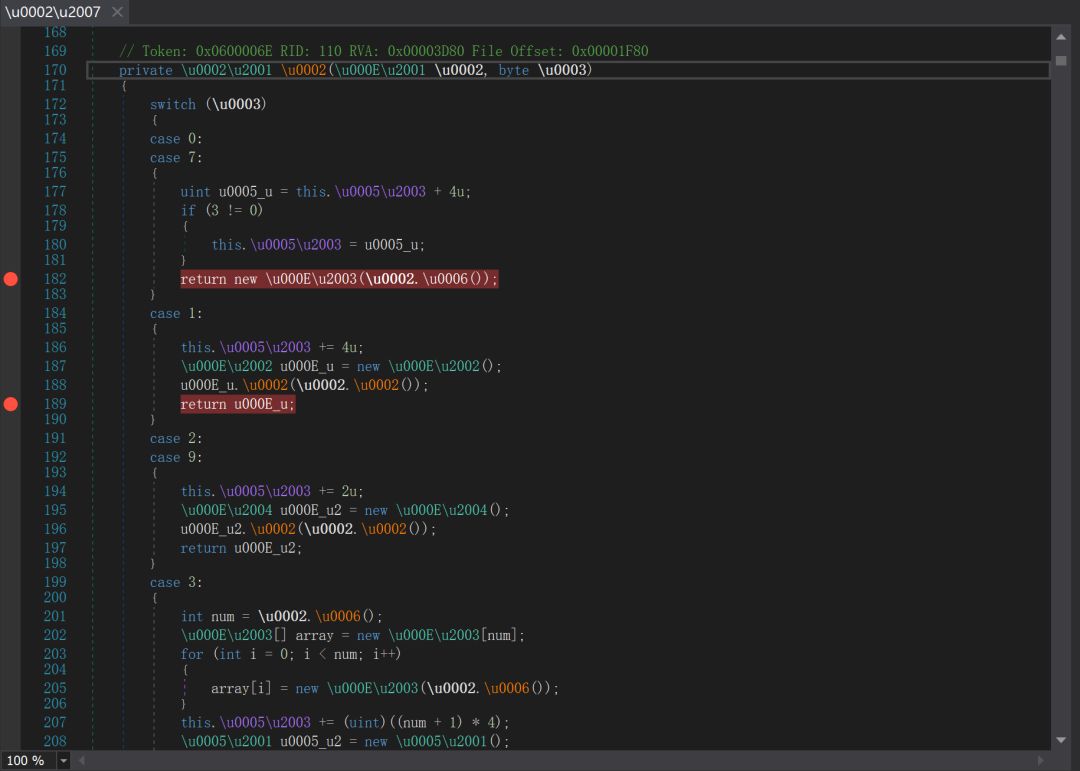 \u0002\u2007
168
169 // Token: 0x0600006E RID: 110 RVA: 0x00003D80 File Offset: 0x00001F80
170 private \u0002\u2001 \u0002(\u000E\u2001 \u0002, byte \u0003)
171 {
172 switch (\u0003)
173 {
174 case 0:
175 case 7:
176 {
177 uint u0005_u = this.\u0005\u2003 + 4u;
178 if (3 != 0)
179 {
180 this.\u0005\u2003 = u0005_u;
181 }
182 return new \u000E\u2003(\u0002.\u0006());
183 }
184 case 1:
185 {
186 this.\u0005\u2003 += 4u;
187 \u000E\u2002 u000E_u = new \u000E\u2002();
188 u000E_u.\u0002(\u0002.\u0002());
189 return u000E_u;
190 }
191 case 2:
192 case 9:
193 {
194 this.\u0005\u2003 += 2u;
195 \u000E\u2004 u000E_u2 = new \u000E\u2004();
196 u000E_u2.\u0002(\u0002.\u0002());
197 return u000E_u2;
198 }
199 case 3:
200 {
201 int num = \u0002.\u0006();
202 \u000E\u2003[] array = new \u000E\u2003[num];
203 for (int i = 0; i < num; i++)
204 {
205 array[i] = new \u000E\u2003(\u0002.\u0006());
206 }
207 this.\u0005\u2003 += (uint)((num + 1) * 4);
208 \u0005\u2001 u0005_u2 = new \u0005\u2001();
100 %